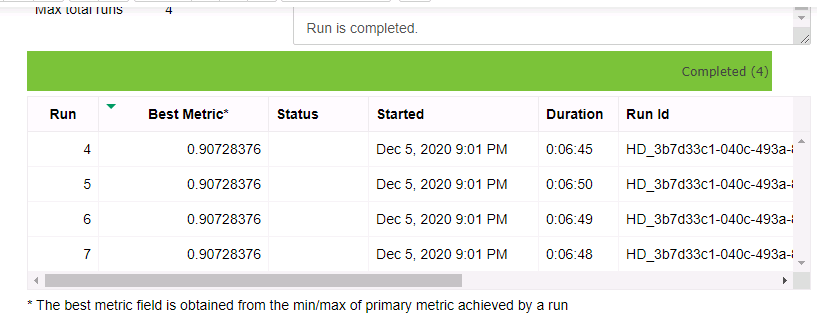 Max total runs 4
Run is completed.
Completed (4)
Run Best Metric* Status Started Duration Run Id
4 0.90728376 Dec 5, 2020 9:01 PM 0:06:45 HD_3b7d33c1-040c-493a-8
5 0.90728376 Dec 5, 2020 9:01 PM 0:06:50 HD_3b7d33c1-040c-493a-8
6 0.90728376 Dec 5, 2020 9:01 PM 0:06:49 HD_3b7d33c1-040c-493a-8
7 0.90728376 Dec 5, 2020 9:01 PM 0:06:48 HD_3b7d33c1-040c-493a-8
* The best metric field is obtained from the min/max of primary metric achieved by a run